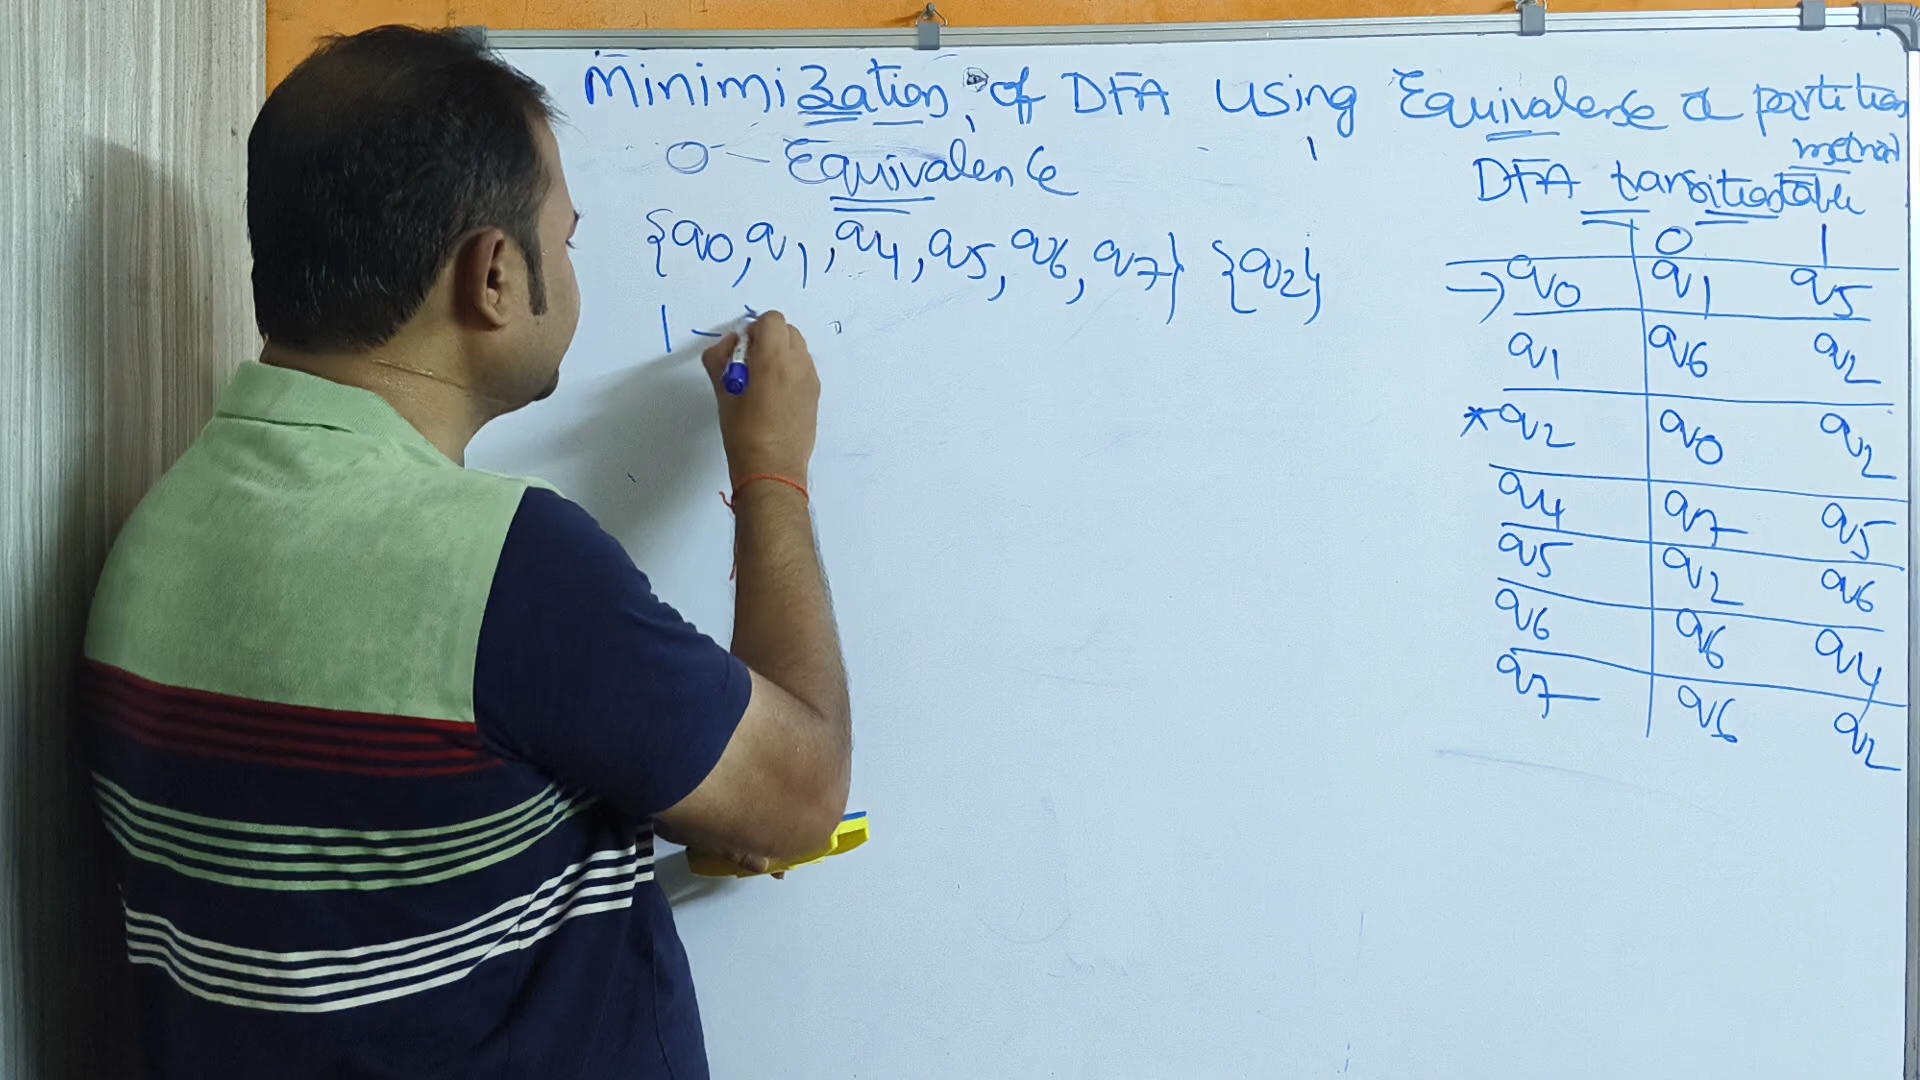 Minimization of DFA using Equivalence or partition method
0 - Equivalence
{q0, q1, q4, q5, q6, q7} {q2}
1 -
DFA transition table
0 1
→ q0 q1 q5
q1 q6 q2
* q2 q0 q2
q4 q7 q5
q5 q2 q6
q6 q6 q4
q7 q6 q2